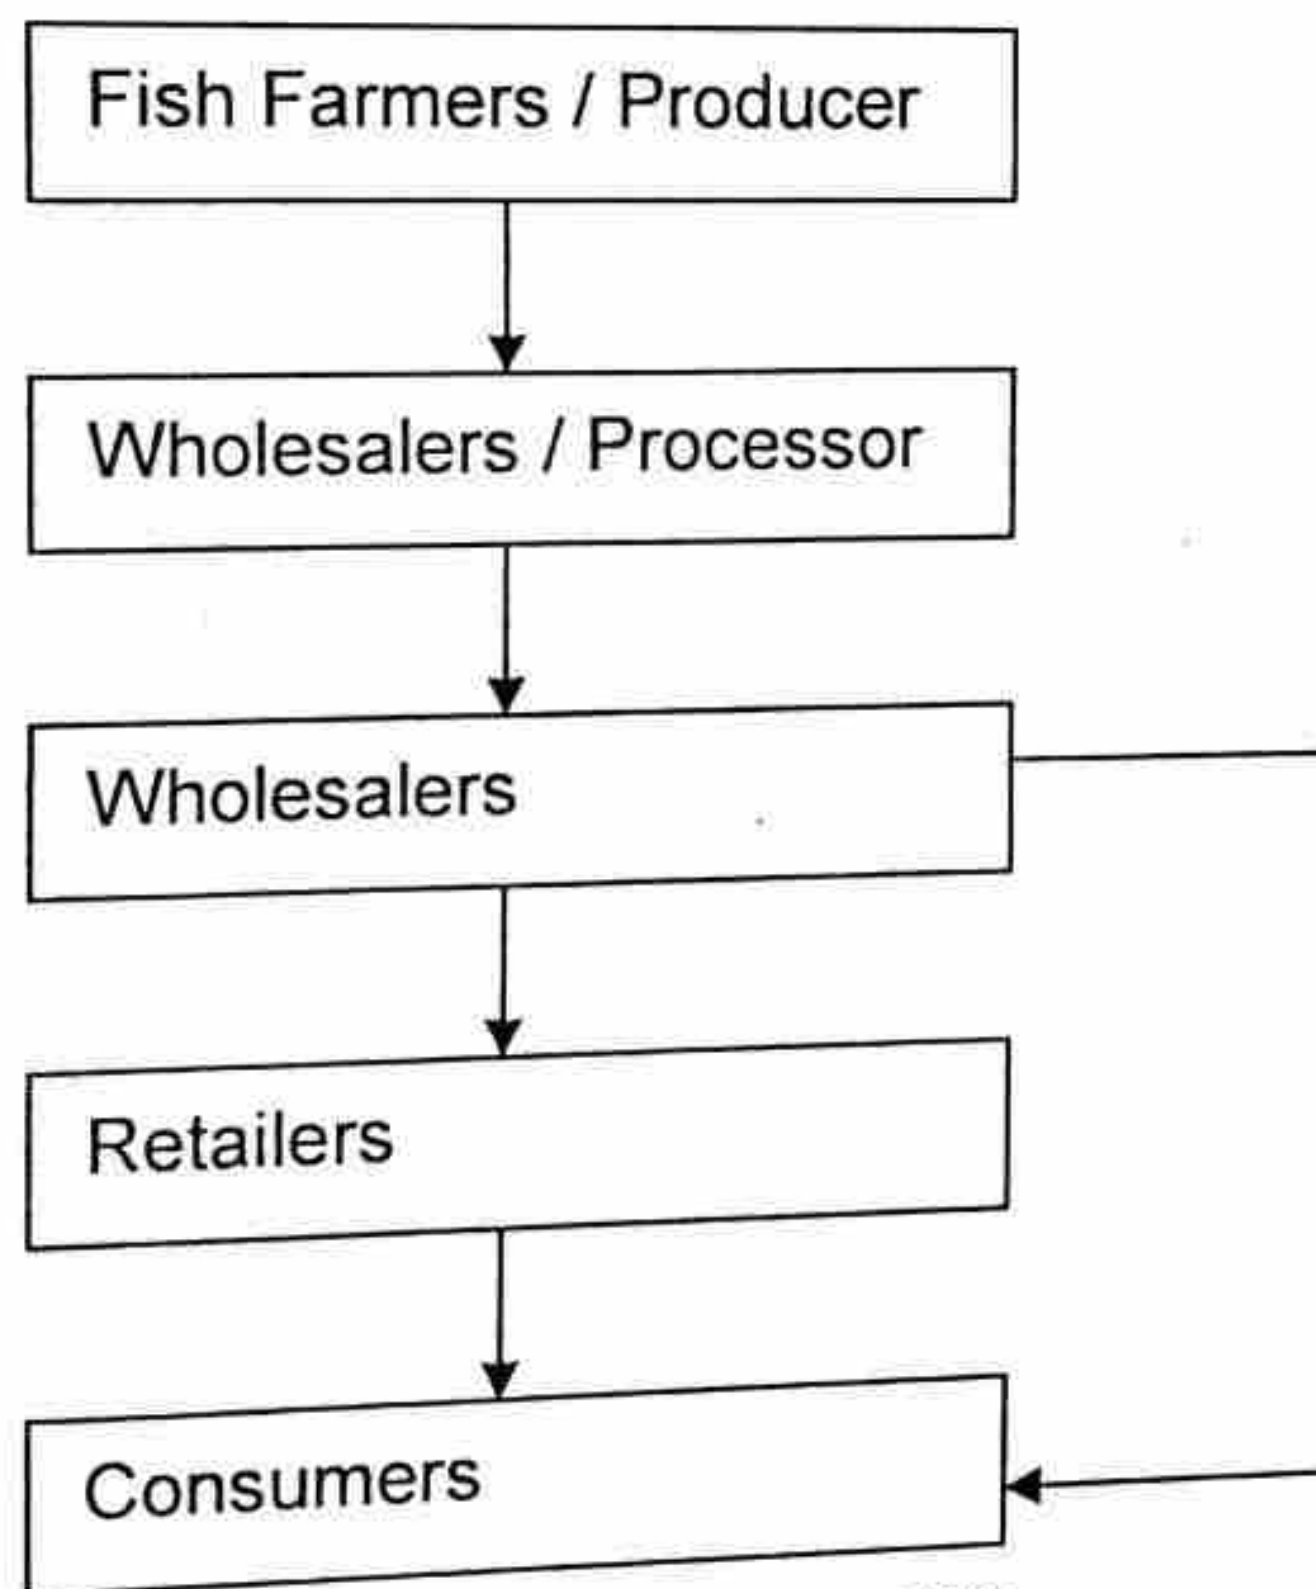 Fish Farmers / Producer
Wholesalers / Processor
Wholesalers
Retailers
Consumers